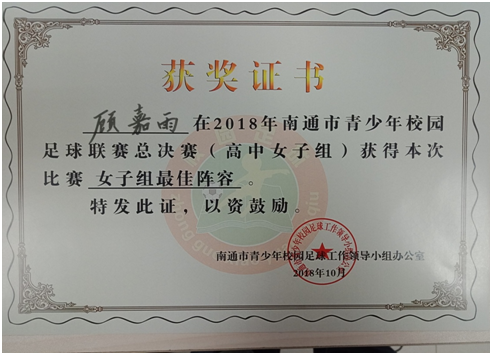 获奖证书
顾嘉雨 在2018年南通市青少年校园
足球联赛总决赛（高中女子组）获得本次
比赛 女子组最佳阵容 。
特发此证，以资鼓励。
南通市青少年校园足球工作领导小组办公室
2018年10月